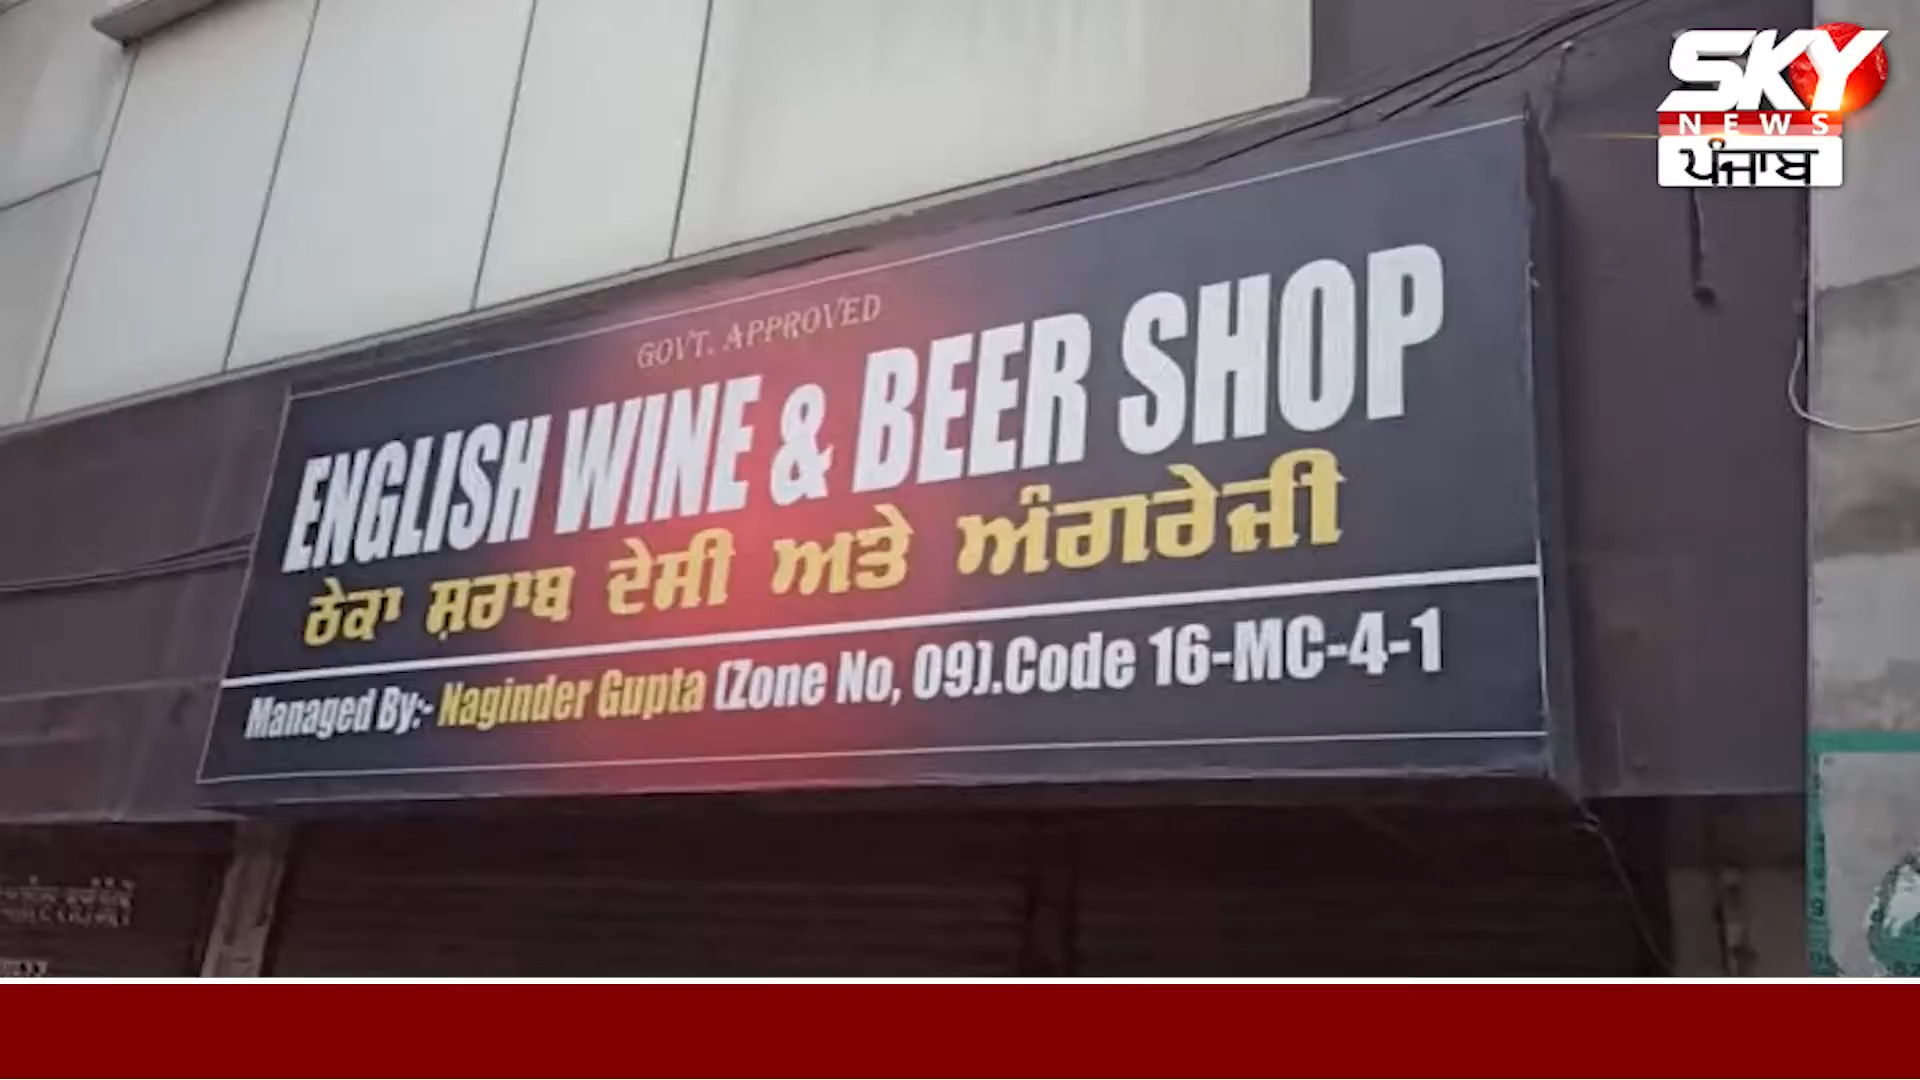 SKY
NEWS
ਪੰਜਾਬ
GOVT. APPROVED
ENGLISH WINE & BEER SHOP
ਠੇਕਾ ਸ਼ਰਾਬ ਦੇਸੀ ਅਤੇ ਅੰਗਰੇਜੀ
Managed By:- Naginder Gupta (Zone No, 09).Code 16-MC-4-1